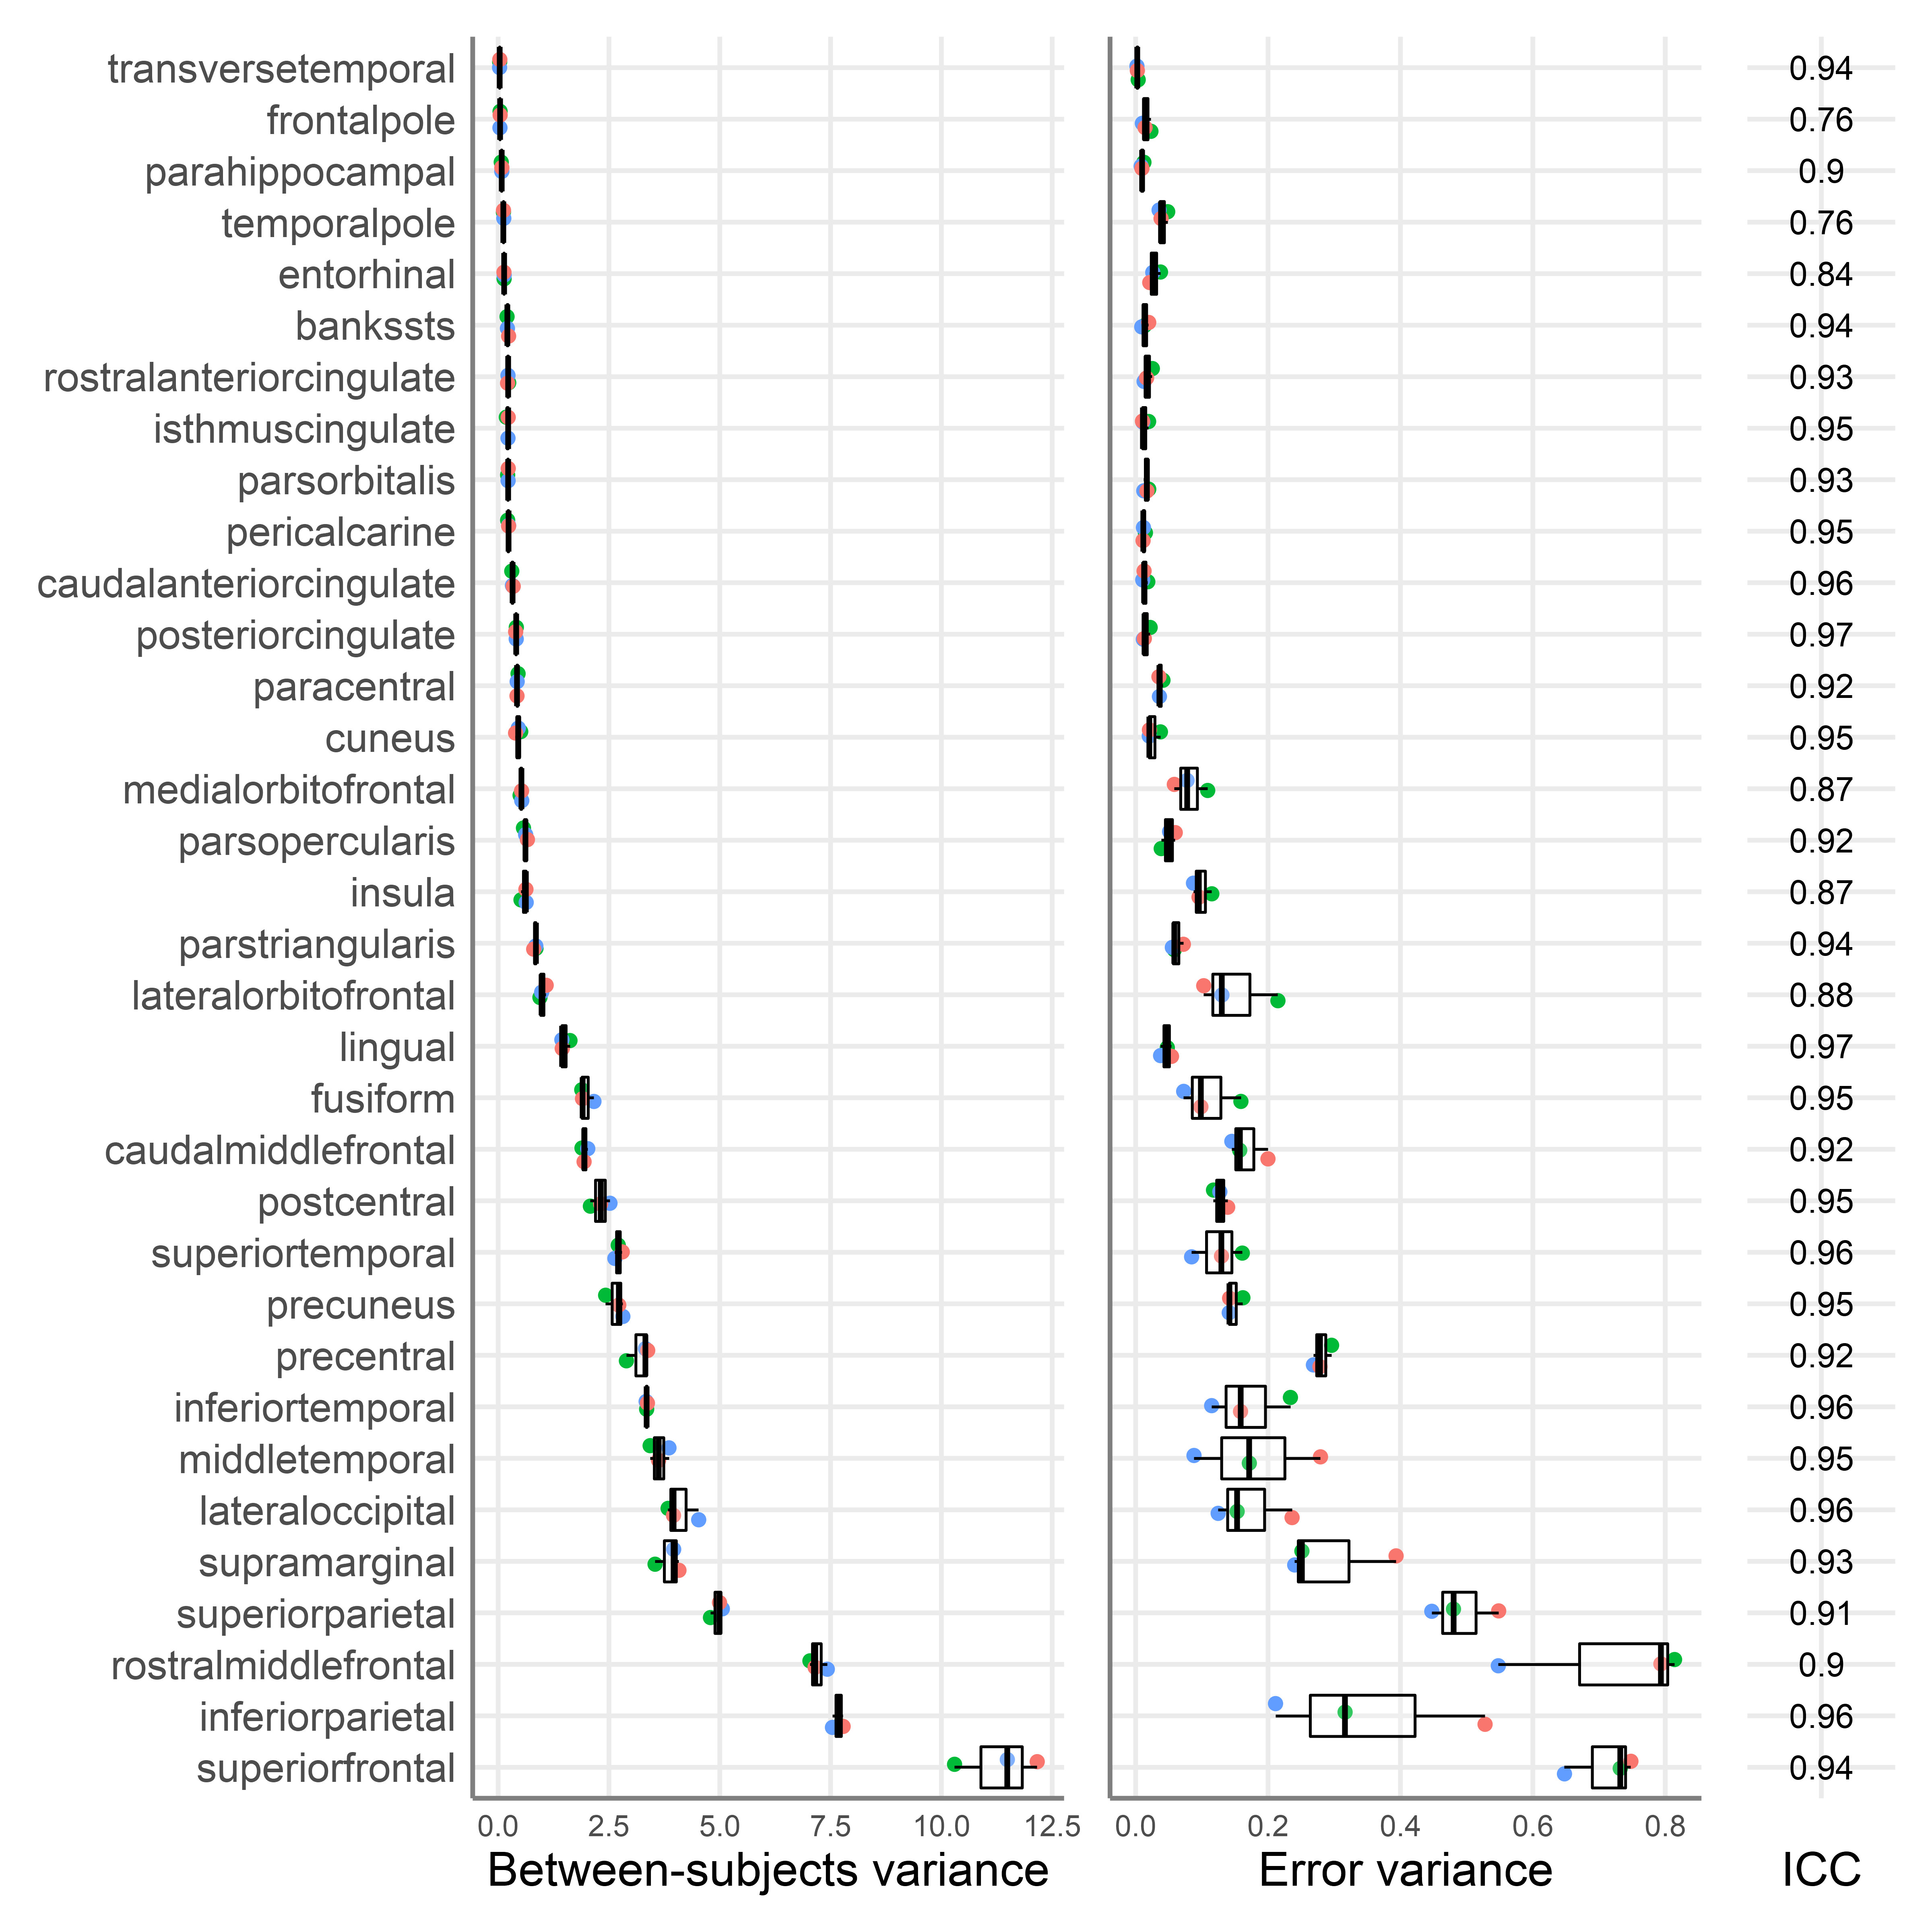 transversetemporal 0.94
frontalpole 0.76
parahippocampal 0.9
temporalpole 0.76
entorhinal 0.84
bankssts 0.94
rostralanteriorcingulate 0.93
isthmuscingulate 0.95
parsorbitalis 0.93
pericalcarine 0.95
caudalanteriorcingulate 0.96
posteriorcingulate 0.97
paracentral 0.92
cuneus 0.95
medialorbitofrontal 0.87
parsopercularis 0.92
insula 0.87
parstriangularis 0.94
lateralorbitofrontal 0.88
lingual 0.97
fusiform 0.95
caudalmiddlefrontal 0.92
postcentral 0.95
superiortemporal 0.96
precuneus 0.95
precentral 0.92
inferiortemporal 0.96
middletemporal 0.95
lateraloccipital 0.96
supramarginal 0.93
superiorparietal 0.91
rostralmiddlefrontal 0.9
inferiorparietal 0.96
superiorfrontal 0.94
0.0 2.5 5.0 7.5 10.0 12.5 0.0 0.2 0.4 0.6 0.8
Between-subjects variance Error variance ICC